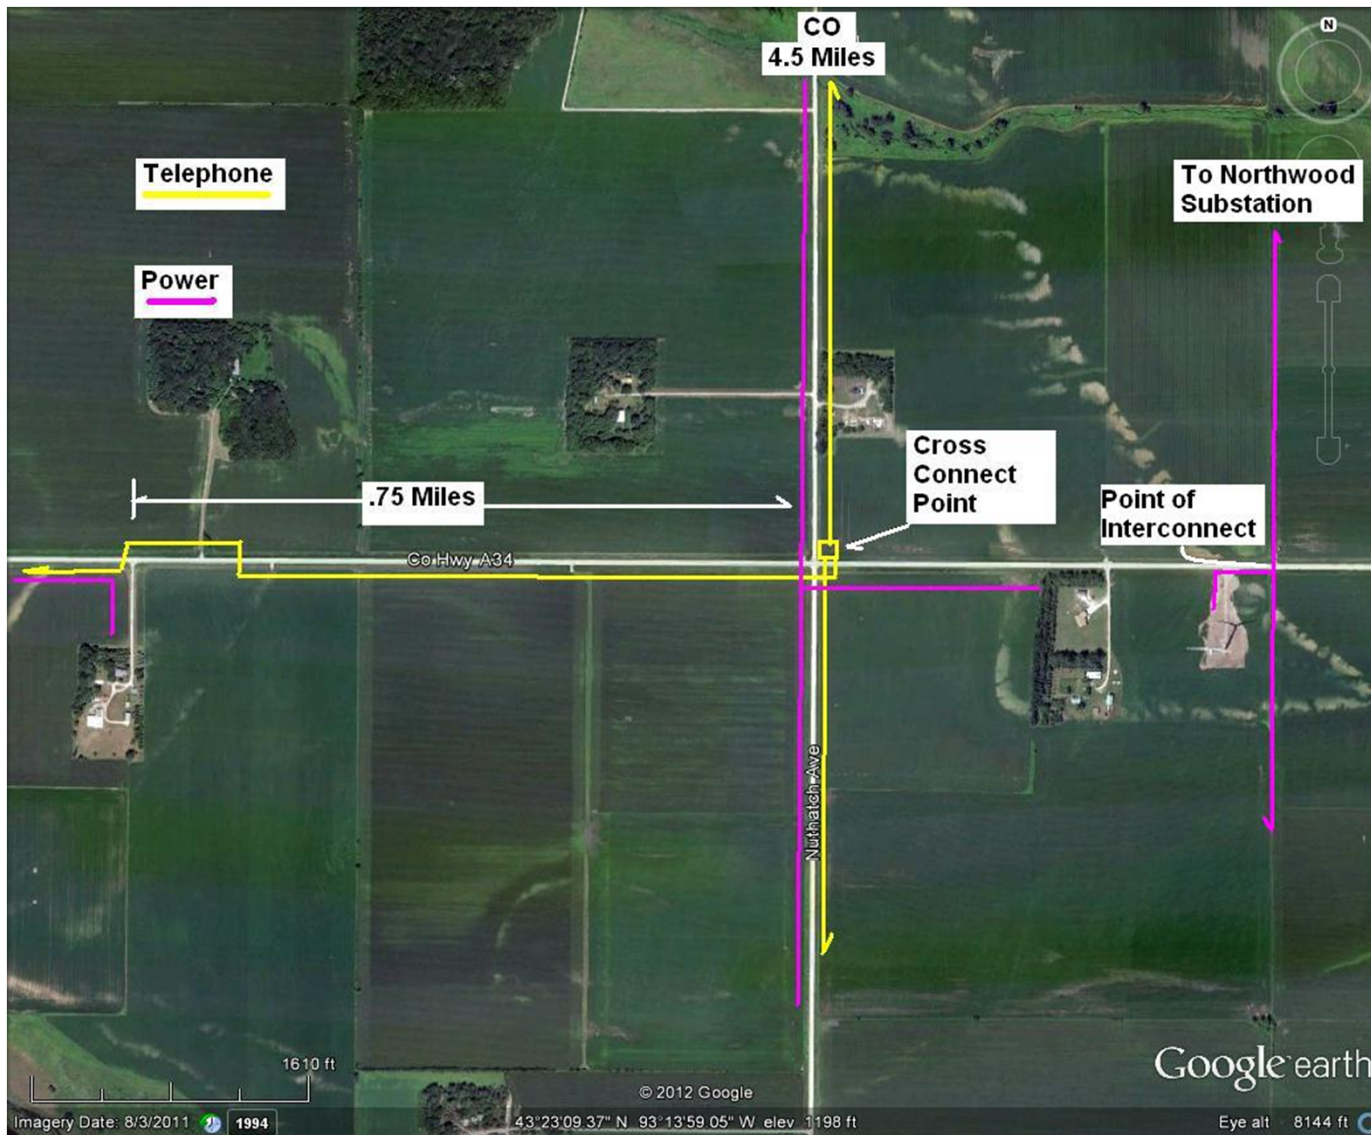 CO
4.5 Miles
N
Telephone
To Northwood
Substation
Power
Cross
Connect
Point
.75 Miles
Point of
Interconnect
Co Hwy A34
Nuthatch Ave
1610 ft
Google earth
© 2012 Google
Imagery Date: 8/3/2011
1994
43°23'09.37" N 93°13'59.05" W elev 1198 ft
Eye alt 8144 ft